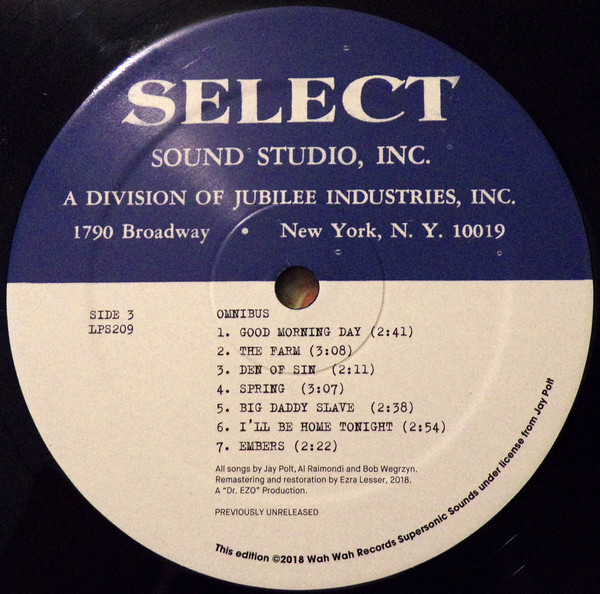 SELECT
SOUND STUDIO, INC.
A DIVISION OF JUBILEE INDUSTRIES, INC.
1790 Broadway • New York, N. Y. 10019
SIDE 3
LPS209
OMNIBUS
1. GOOD MORNING DAY (2:41)
2. THE FARM (3:08)
3. DEN OF SIN (2:11)
4. SPRING (3:07)
5. BIG DADDY SLAVE (2:38)
6. I'LL BE HOME TONIGHT (2:54)
7. EMBERS (2:22)
All songs by Jay Polt, Al Raimondi and Bob Wegrzyn.
Remastering and restoration by Ezra Lesser, 2018.
A "Dr. EZO" Production.
PREVIOUSLY UNRELEASED
This edition ©2018 Wah Wah Records Supersonic Sounds under license from Jay Polt